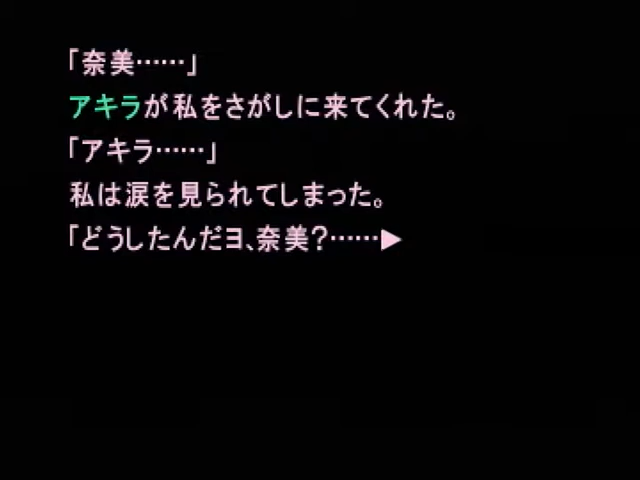 「奈美……」
アキラが私をさがしに来てくれた。
「アキラ……」
私は涙を見られてしまった。
「どうしたんだヨ、奈美？……▶